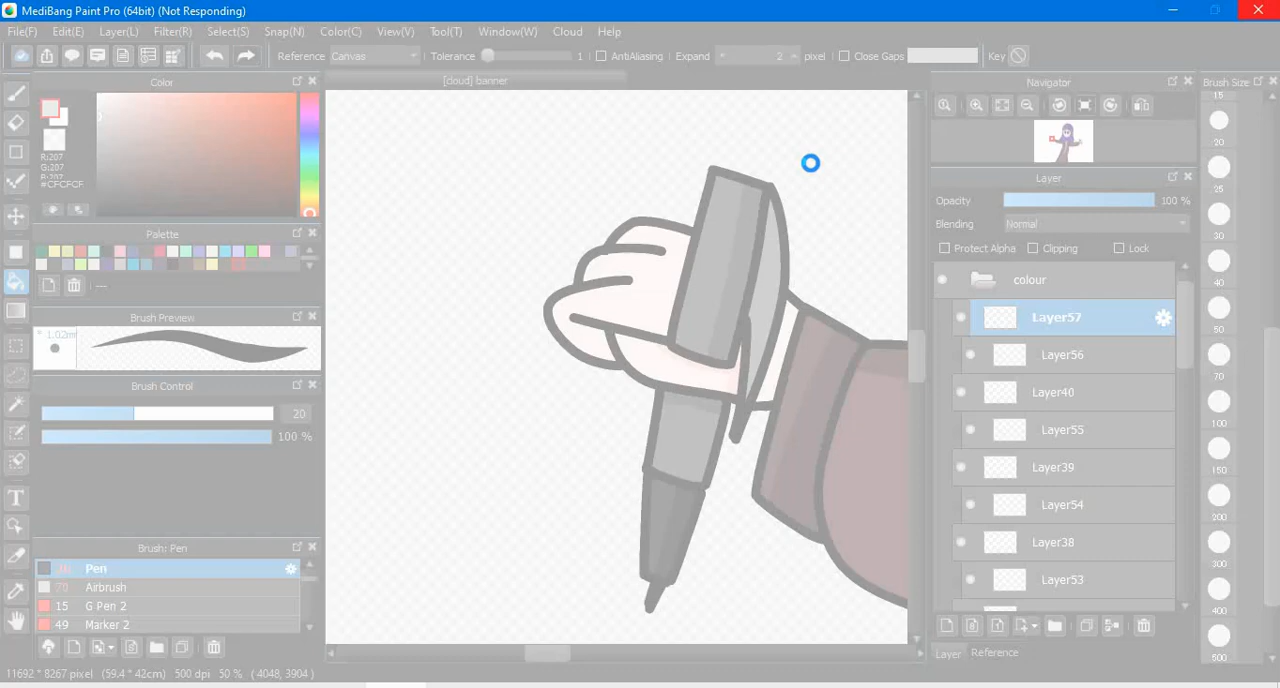 MediBang Paint Pro (64bit) (Not Responding)
File(F) Edit(E) Layer(L) Filter(R) Select(S) Snap(N) Color(C) View(V) Tool(T) Window(W) Cloud Help
Reference Canvas Tolerance 1 AntiAliasing Expand 2 pixel Close Gaps Key
Color
[cloud] banner
Navigator
Brush Size
R:207
G:207
B:207
#CFCFCF
Palette
Brush Preview
1.02m
Brush Control
20
100 %
Brush: Pen
Pen
70 Airbrush
15 G Pen 2
49 Marker 2
Layer
Opacity 100 %
Blending Normal
Protect Alpha Clipping Lock
colour
Layer57
Layer56
Layer40
Layer55
Layer39
Layer54
Layer38
Layer53
Layer Reference
15
20
25
30
40
50
70
100
150
200
300
400
500
11692 * 8267 pixel (59.4 * 42cm) 500 dpi 50 % ( 4048, 3904 )